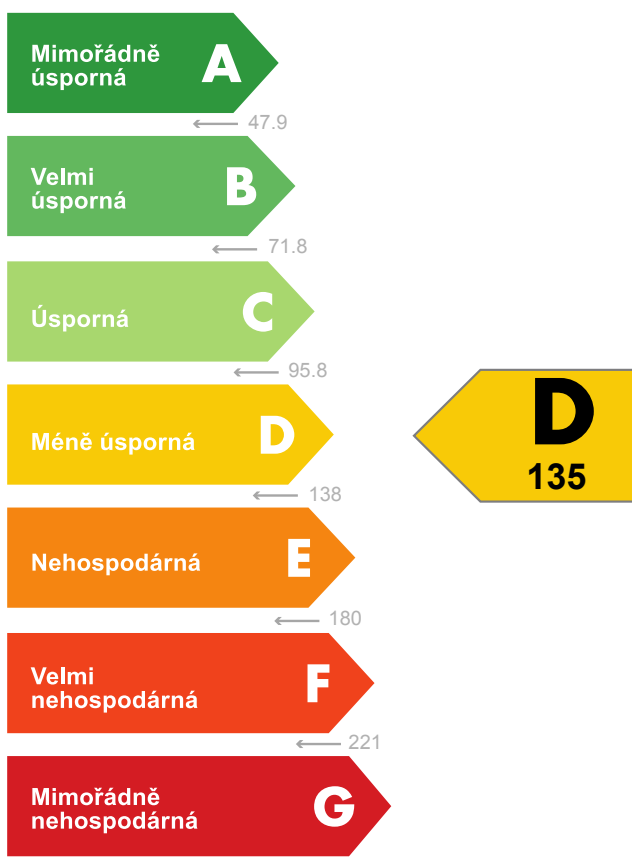 Mimořádně
úsporná
A
47.9
Velmi
úsporná
B
71.8
Úsporná
C
95.8
Méně úsporná
D
D
135
138
Nehospodárná
E
180
Velmi
nehospodárná
F
221
Mimořádně
nehospodárná
G